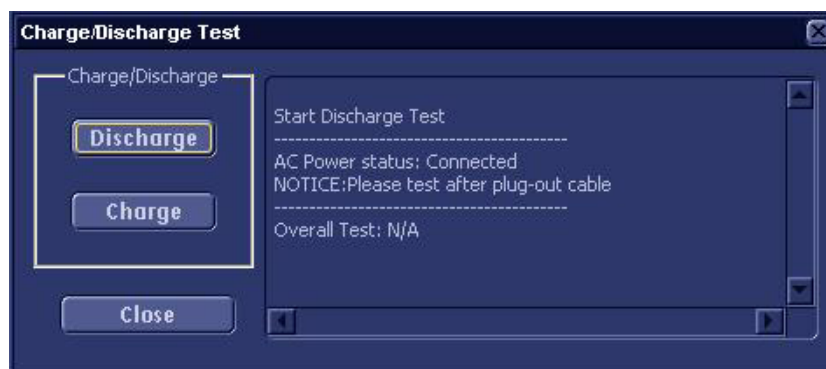 Charge/Discharge Test
Charge/Discharge
Discharge
Charge
Close
Start Discharge Test
------------------------------------------
AC Power status: Connected
NOTICE:Please test after plug-out cable
------------------------------------------
Overall Test: N/A